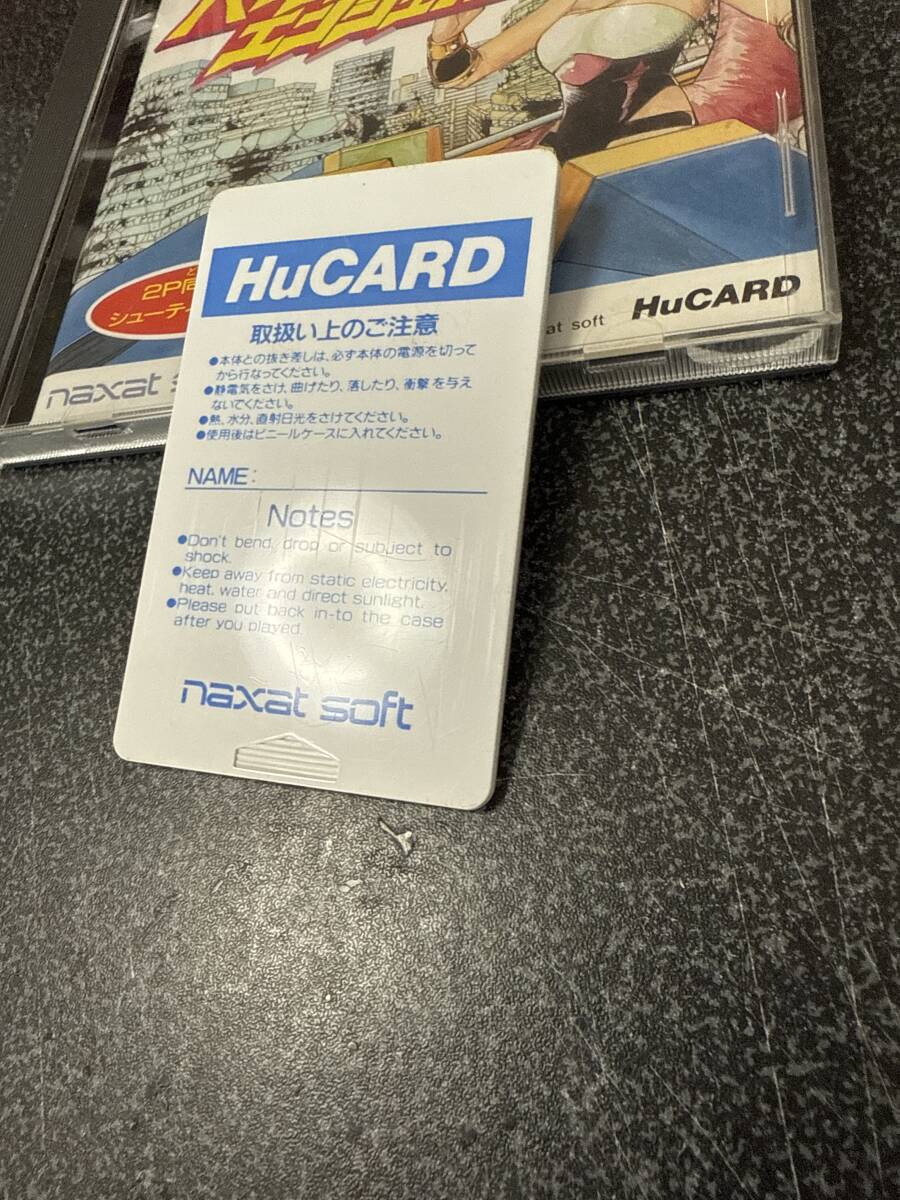 エンジェル
2P同
シューティ
naxat s
at soft
HuCARD
HuCARD
取扱い上のご注意
●本体との抜き差しは、必ず本体の電源を切って
から行なってください。
●静電気をさけ、曲げたり、落したり、衝撃を与え
ないでください。
●熱、水分、直射日光をさけてください。
●使用後はビニールケースに入れてください。
NAME:
Notes
●Don't bend, drop or subject to
shock.
●Keep away from static electricity,
heat, water and direct sunlight.
●Please put back in-to the case
after you played.
naxat soft